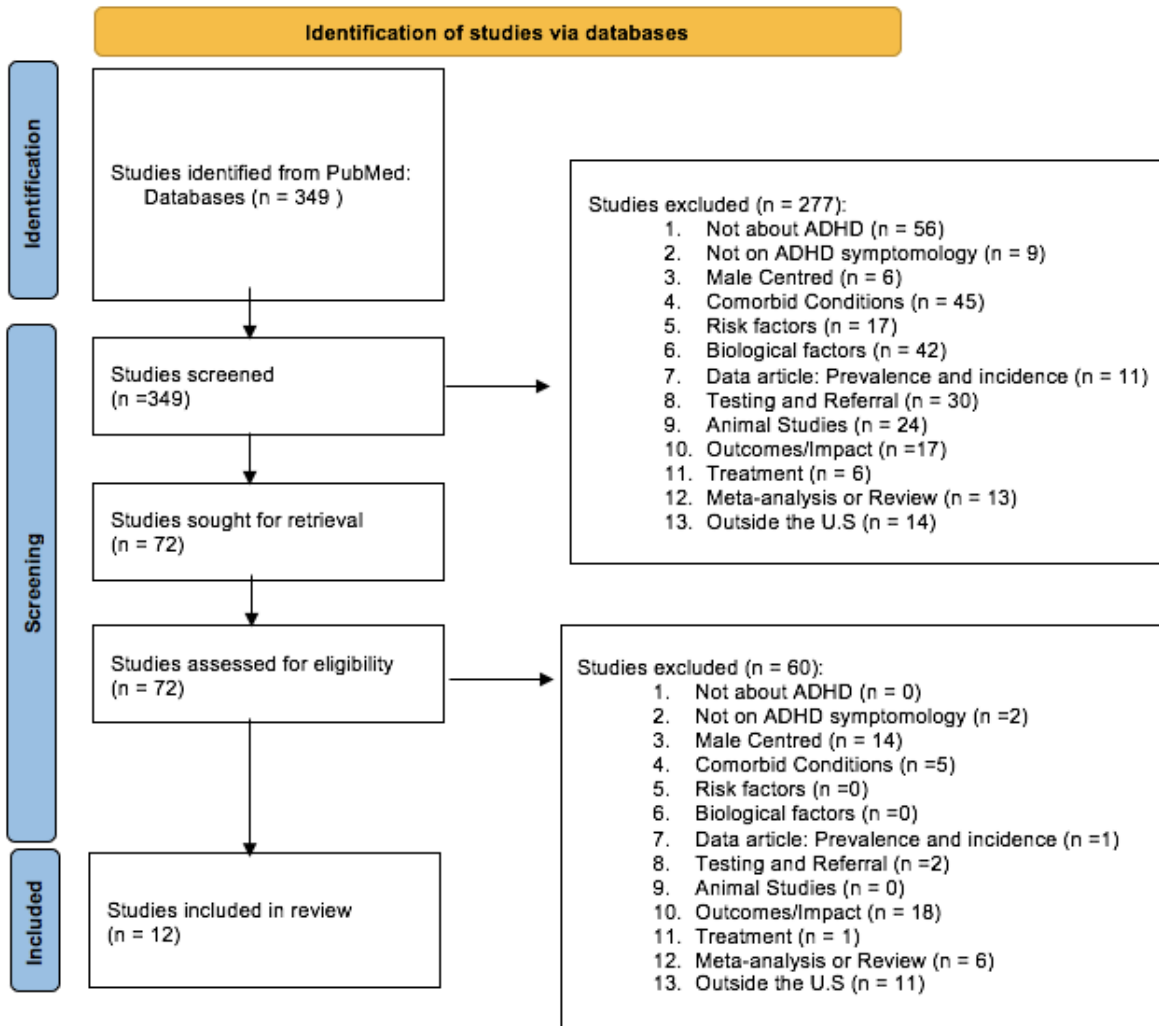 Identification of studies via databases
Identification
Studies identified from PubMed:
Databases (n = 349 )
Studies excluded (n = 277):
1. Not about ADHD (n = 56)
2. Not on ADHD symptomology (n = 9)
3. Male Centred (n = 6)
4. Comorbid Conditions (n = 45)
5. Risk factors (n = 17)
6. Biological factors (n = 42)
7. Data article: Prevalence and incidence (n = 11)
8. Testing and Referral (n = 30)
9. Animal Studies (n = 24)
10. Outcomes/Impact (n =17)
11. Treatment (n = 6)
12. Meta-analysis or Review (n = 13)
13. Outside the U.S (n = 14)
Screening
Studies screened
(n =349)
Studies sought for retrieval
(n = 72)
Studies assessed for eligibility
(n = 72)
Studies excluded (n = 60):
1. Not about ADHD (n = 0)
2. Not on ADHD symptomology (n =2)
3. Male Centred (n = 14)
4. Comorbid Conditions (n =5)
5. Risk factors (n =0)
6. Biological factors (n =0)
7. Data article: Prevalence and incidence (n =1)
8. Testing and Referral (n =2)
9. Animal Studies (n = 0)
10. Outcomes/Impact (n = 18)
11. Treatment (n = 1)
12. Meta-analysis or Review (n = 6)
13. Outside the U.S (n = 11)
Included
Studies included in review
(n = 12)